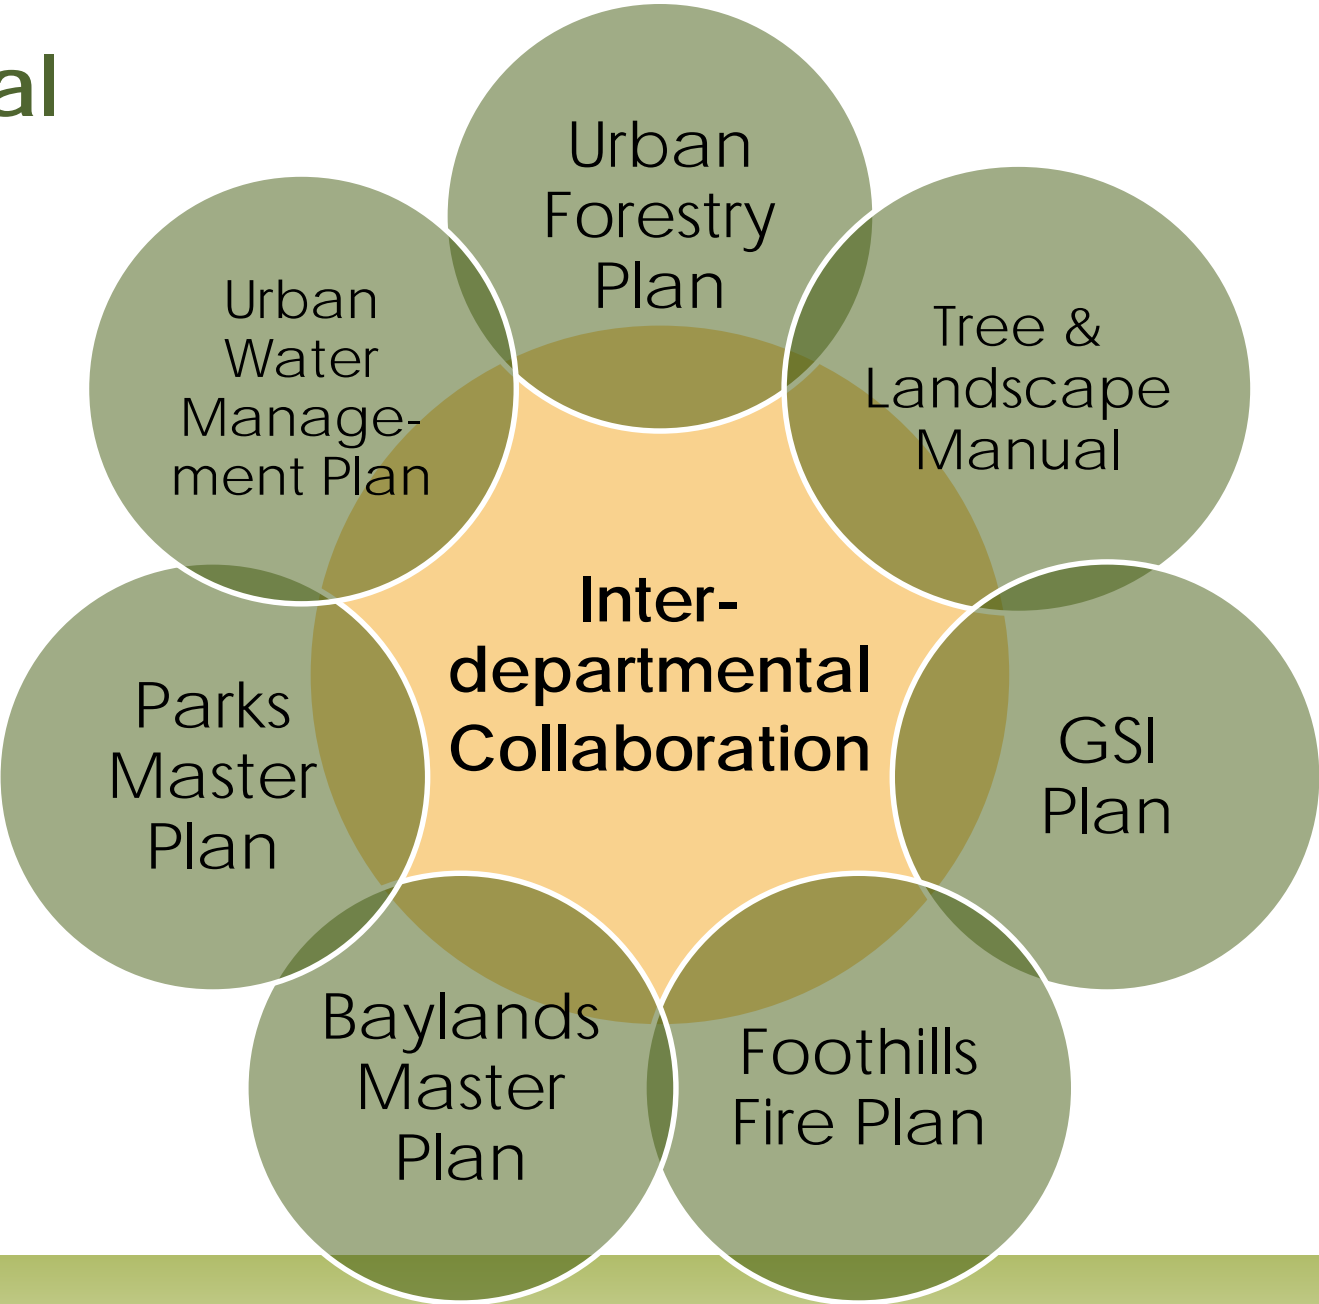 al
Urban
Forestry
Plan
Tree &
Landscape
Manual
GSI
Plan
Foothills
Fire Plan
Baylands
Master
Plan
Parks
Master
Plan
Urban
Water
Manage-
ment Plan
Inter-
departmental
Collaboration